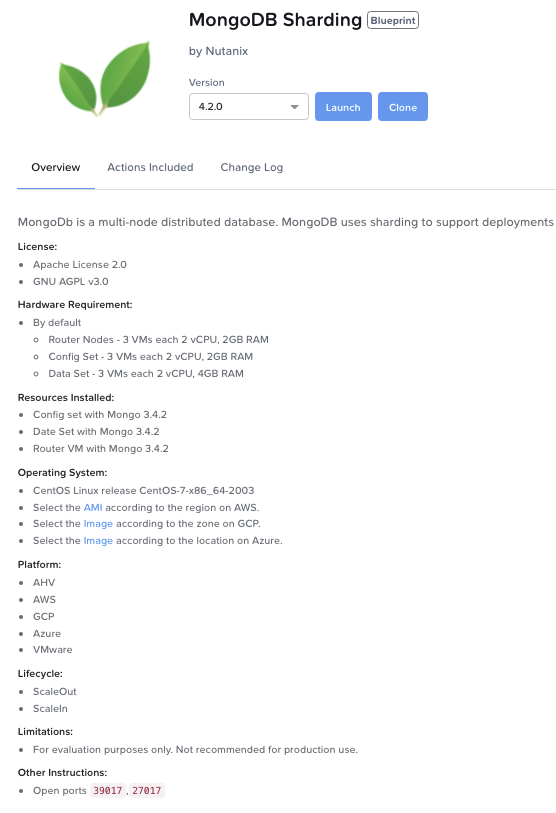 MongoDB Sharding Blueprint
by Nutanix
Version
4.2.0 Launch Clone
Overview Actions Included Change Log
MongoDb is a multi-node distributed database. MongoDB uses sharding to support deployments
License:
Apache License 2.0
GNU AGPL v3.0
Hardware Requirement:
By default
Router Nodes - 3 VMs each 2 vCPU, 2GB RAM
Config Set - 3 VMs each 2 vCPU, 2GB RAM
Data Set - 3 VMs each 2 vCPU, 4GB RAM
Resources Installed:
Config set with Mongo 3.4.2
Date Set with Mongo 3.4.2
Router VM with Mongo 3.4.2
Operating System:
CentOS Linux release CentOS-7-x86_64-2003
Select the AMI according to the region on AWS.
Select the Image according to the zone on GCP.
Select the Image according to the location on Azure.
Platform:
AHV
AWS
GCP
Azure
VMware
Lifecycle:
ScaleOut
ScaleIn
Limitations:
For evaluation purposes only. Not recommended for production use.
Other Instructions:
Open ports 39017 , 27017